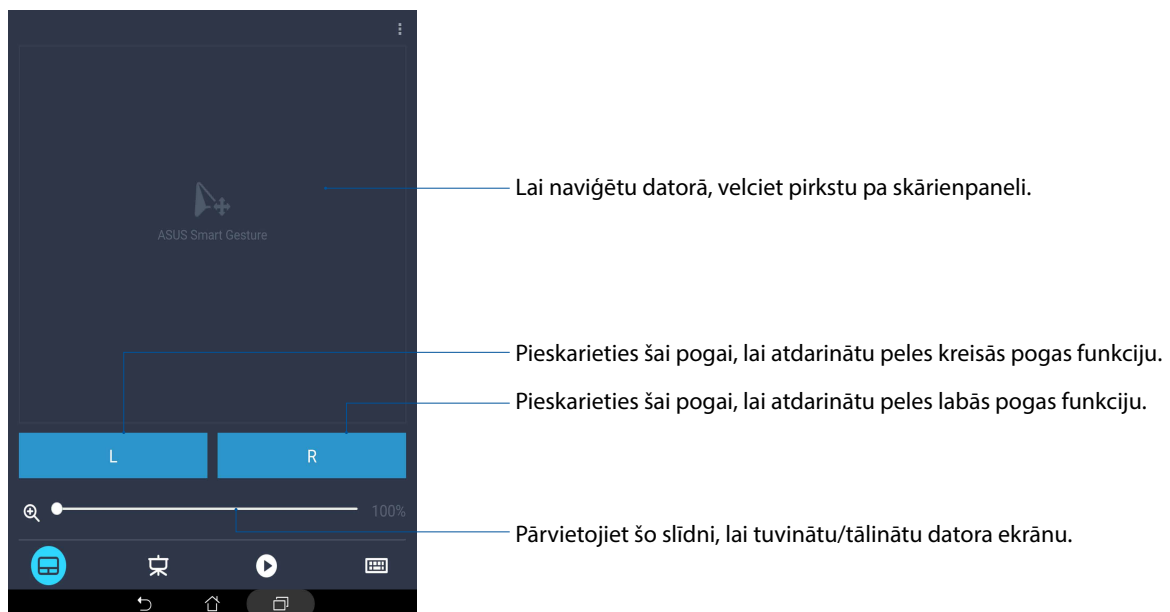 Lai naviģētu datorā, velciet pirkstu pa skārienpaneli.
ASUS Smart Gesture
Pieskarieties šai pogai, lai atdarinātu peles kreisās pogas funkciju.
Pieskarieties šai pogai, lai atdarinātu peles labās pogas funkciju.
L
R
100%
Pārvietojiet šo slīdni, lai tuvinātu/tālinātu datora ekrānu.